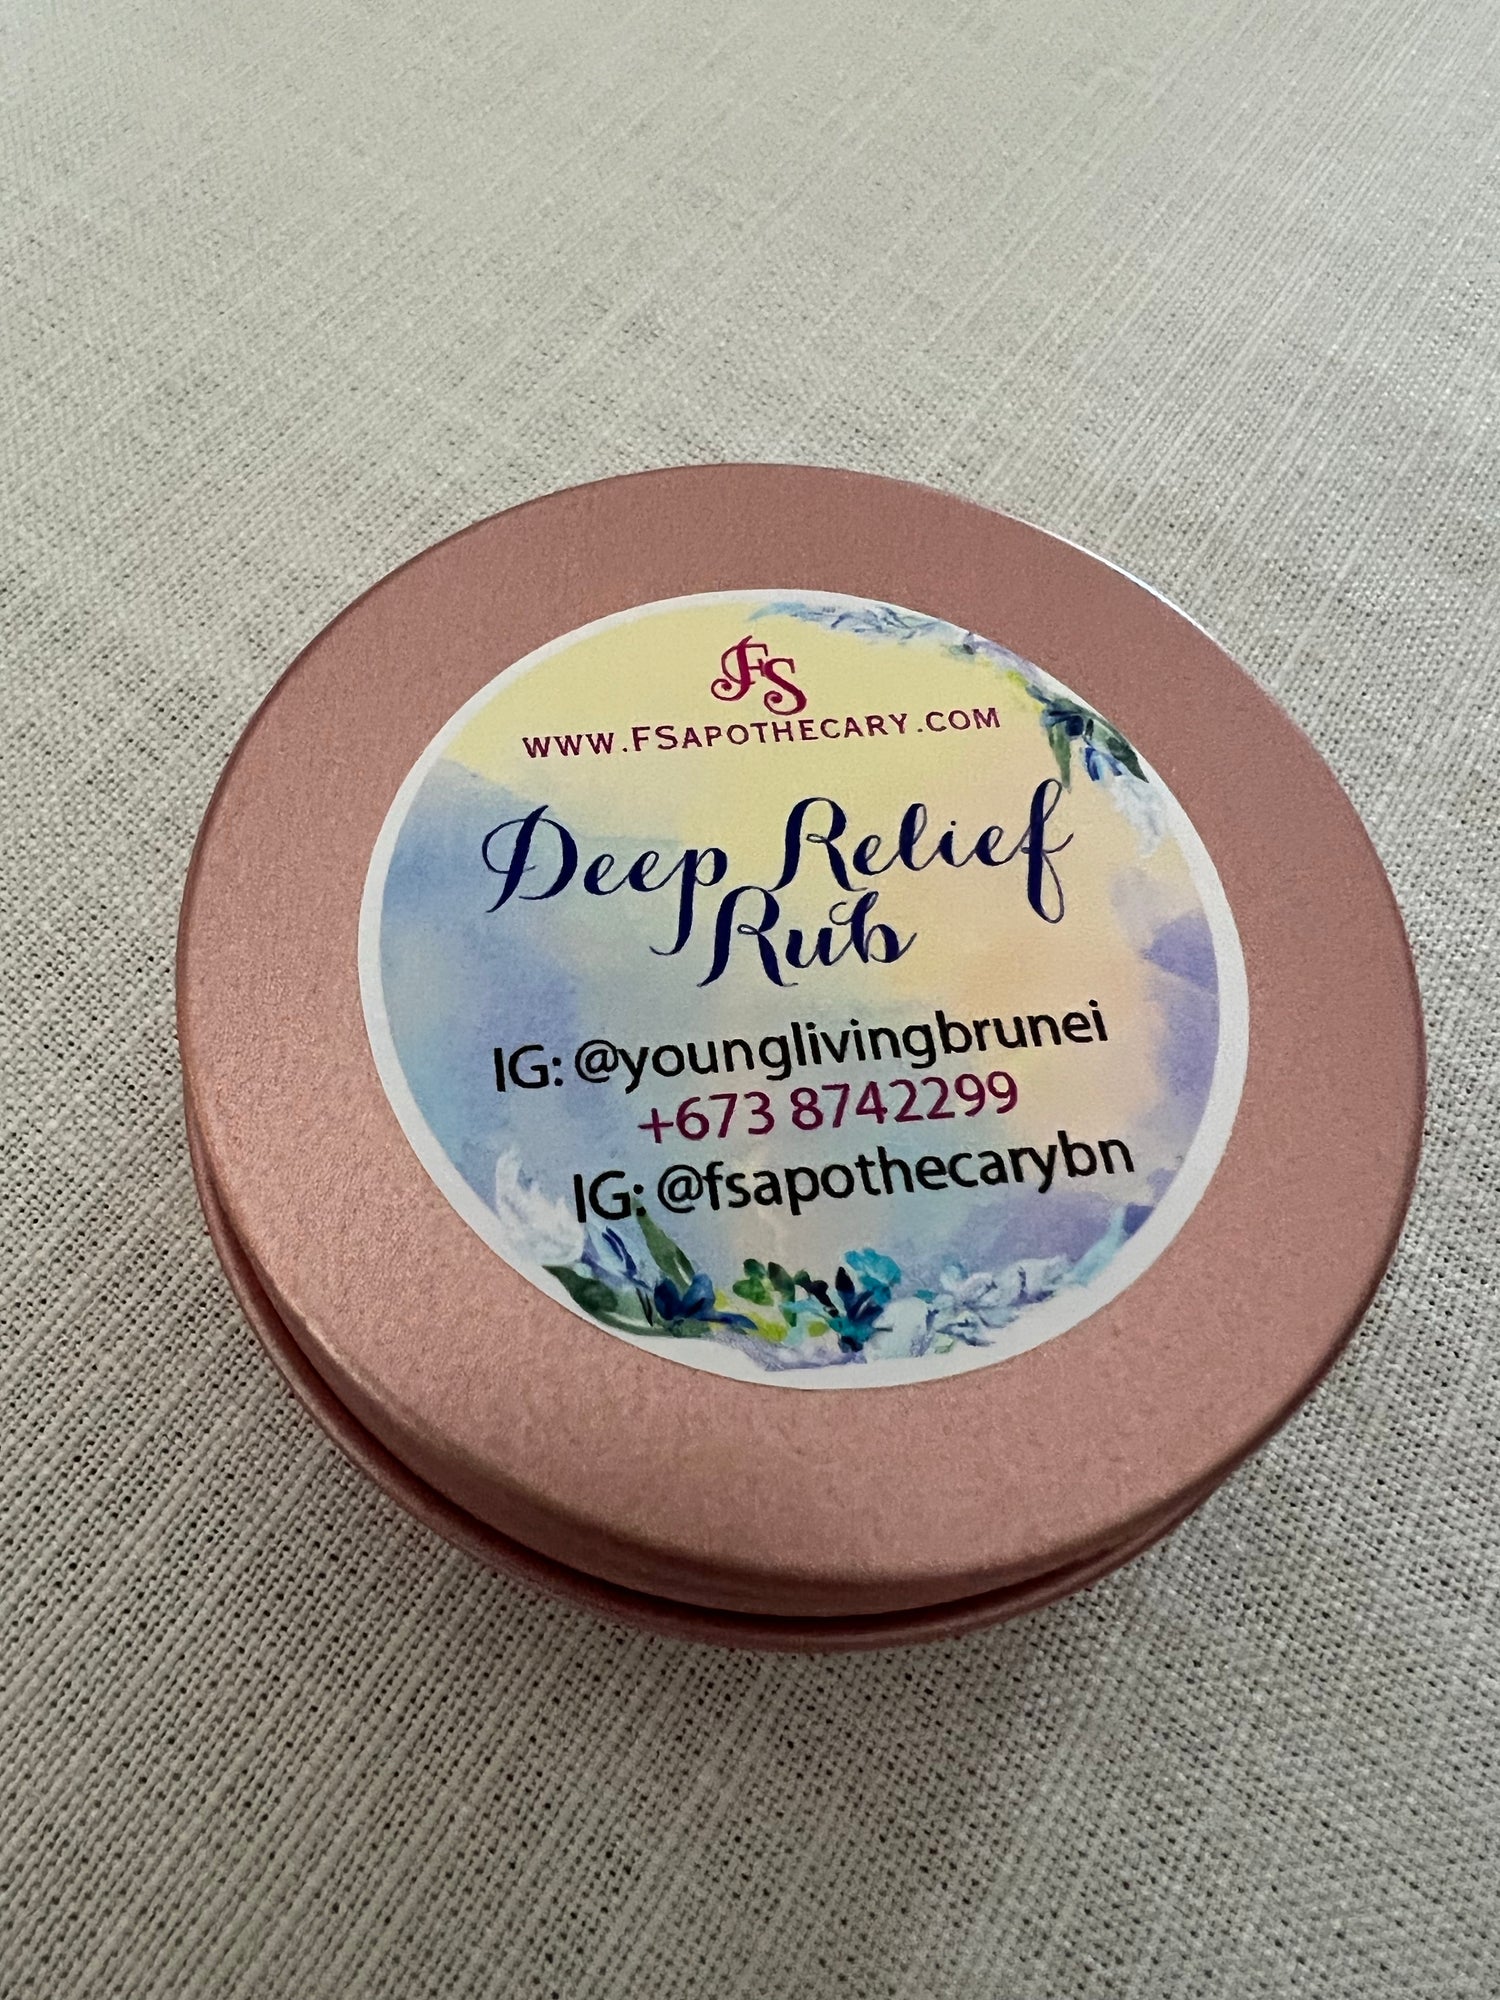 FS
WWW.FSAPOTHECARY.COM
Deep Relief
Rub
IG: @younglivingbrunei
+673 8742299
IG: @fsapothecarybn